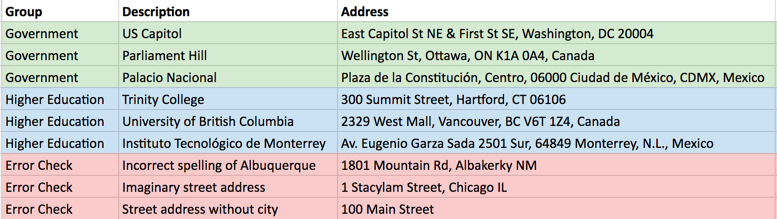 Group Description Address
Government US Capitol East Capitol St NE & First St SE, Washington, DC 20004
Government Parliament Hill Wellington St, Ottawa, ON K1A 0A4, Canada
Government Palacio Nacional Plaza de la Constitución, Centro, 06000 Ciudad de México, CDMX, Mexico
Higher Education Trinity College 300 Summit Street, Hartford, CT 06106
Higher Education University of British Columbia 2329 West Mall, Vancouver, BC V6T 1Z4, Canada
Higher Education Instituto Tecnológico de Monterrey Av. Eugenio Garza Sada 2501 Sur, 64849 Monterrey, N.L., Mexico
Error Check Incorrect spelling of Albuquerque 1801 Mountain Rd, Albakerky NM
Error Check Imaginary street address 1 Stacylam Street, Chicago IL
Error Check Street address without city 100 Main Street